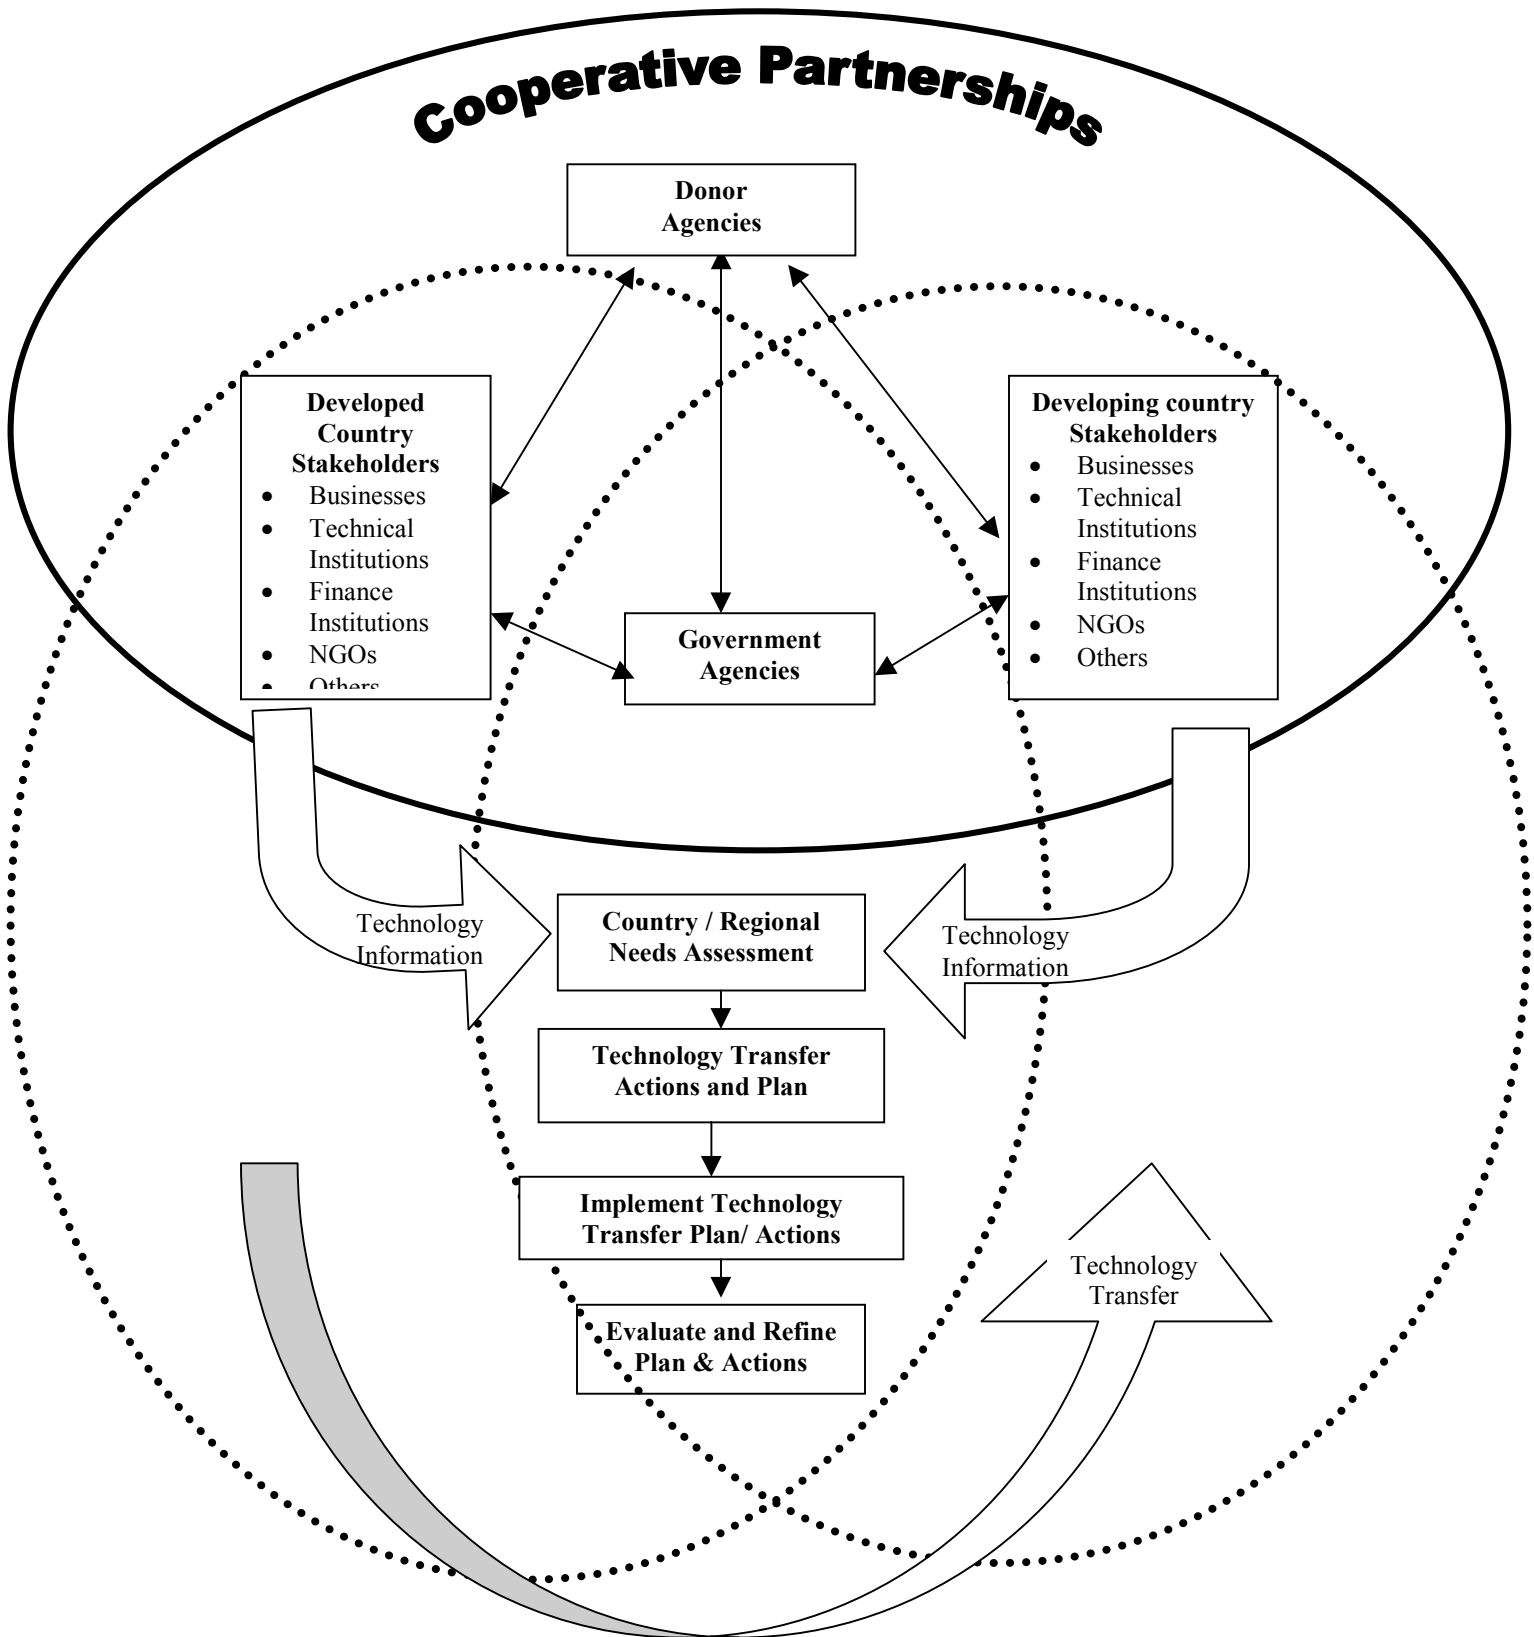 Cooperative Partnerships
Donor
Agencies
Developed
Country
Stakeholders
• Businesses
• Technical
Institutions
• Finance
Institutions
• NGOs
• Others
Developing country
Stakeholders
• Businesses
• Technical
Institutions
• Finance
Institutions
• NGOs
• Others
Government
Agencies
Technology
Information
Country / Regional
Needs Assessment
Technology
Information
Technology Transfer
Actions and Plan
Implement Technology
Transfer Plan/ Actions
Technology
Transfer
Evaluate and Refine
Plan & Actions